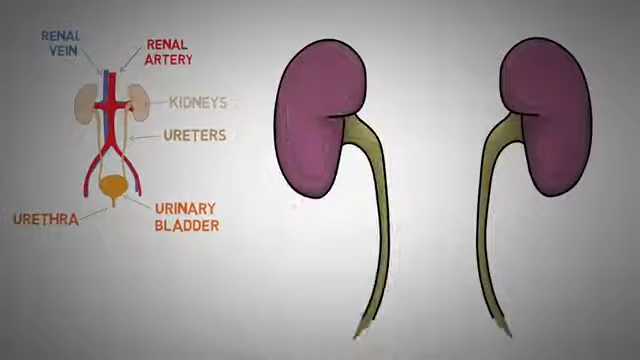 RENAL
VEIN
RENAL
ARTERY
KIDNEYS
URETERS
URETHRA
URINARY
BLADDER